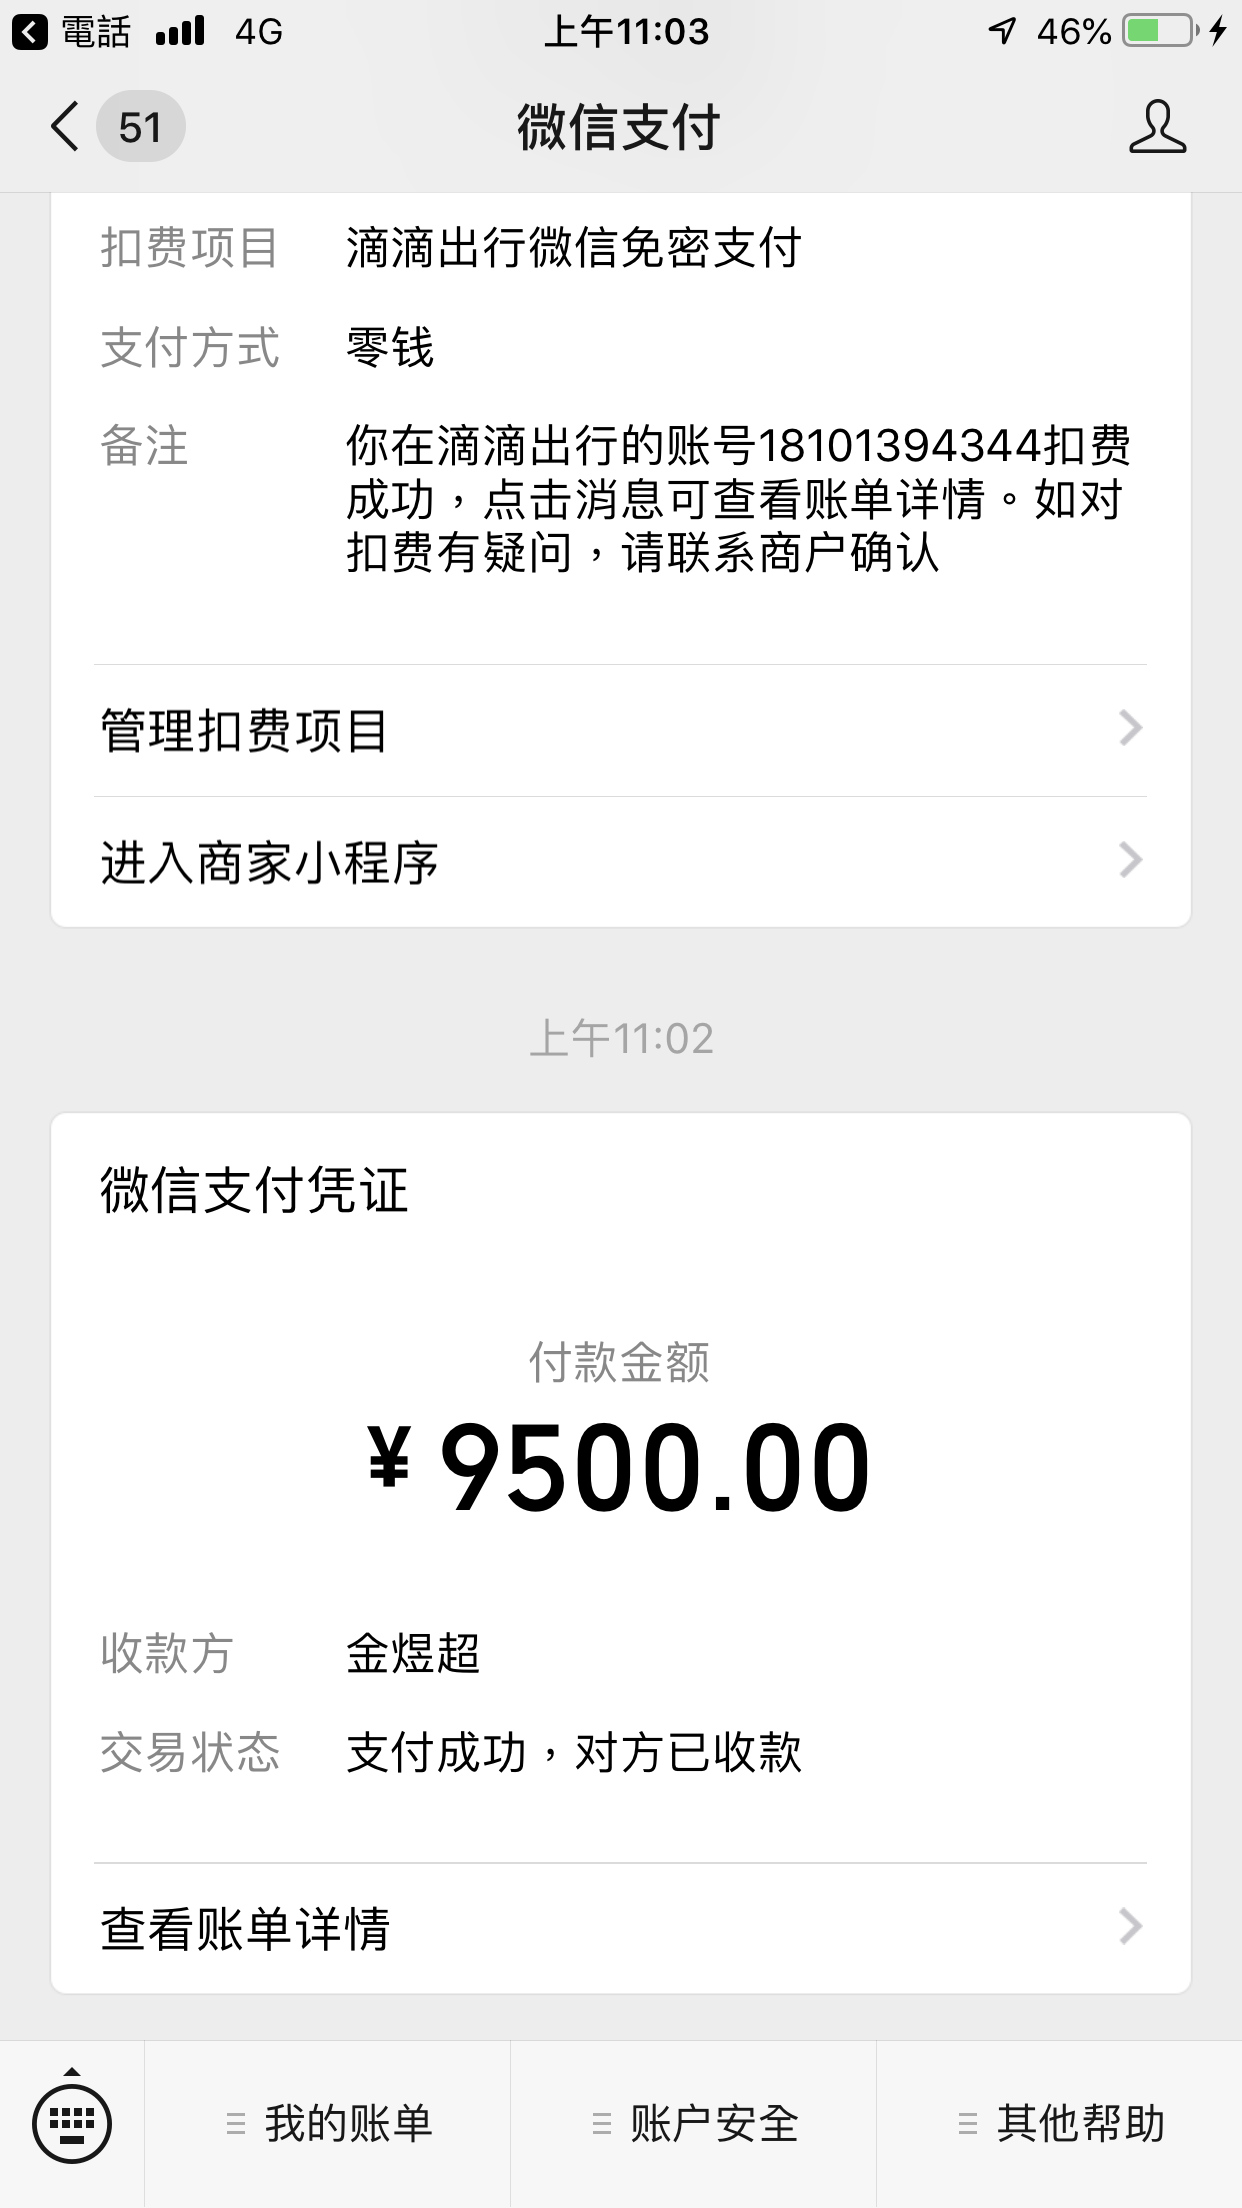 電話 4G 上午11:03 46%
51 微信支付
扣费项目 滴滴出行微信免密支付
支付方式 零钱
备注 你在滴滴出行的账号18101394344扣费
成功，点击消息可查看账单详情。如对
扣费有疑问，请联系商户确认
管理扣费项目
进入商家小程序
上午11:02
微信支付凭证
付款金额
¥9500.00
收款方 金煜超
交易状态 支付成功，对方已收款
查看账单详情
我的账单 账户安全 其他帮助